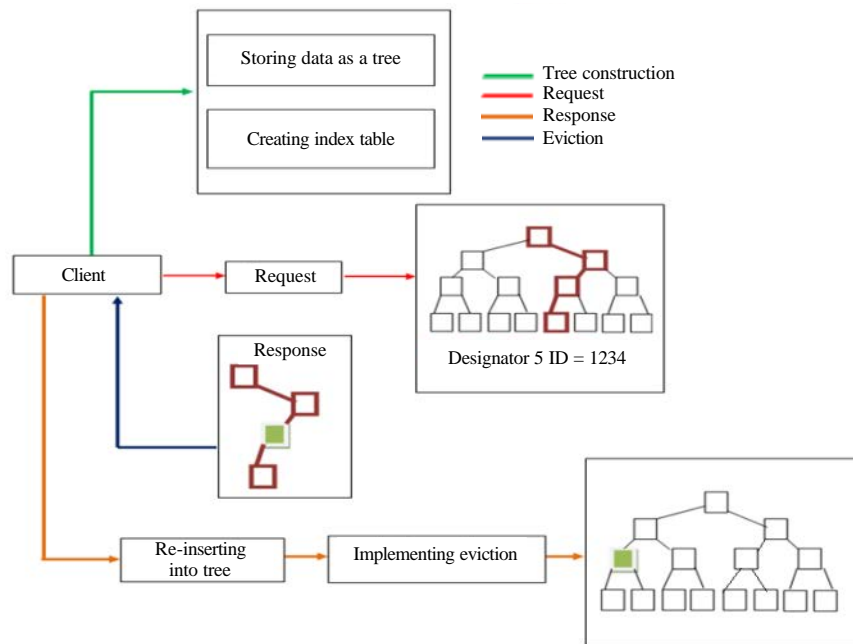 Storing data as a tree
Creating index table
Tree construction
Request
Response
Eviction
Client
Request
Designator 5 ID = 1234
Response
Re-inserting
into tree
Implementing eviction